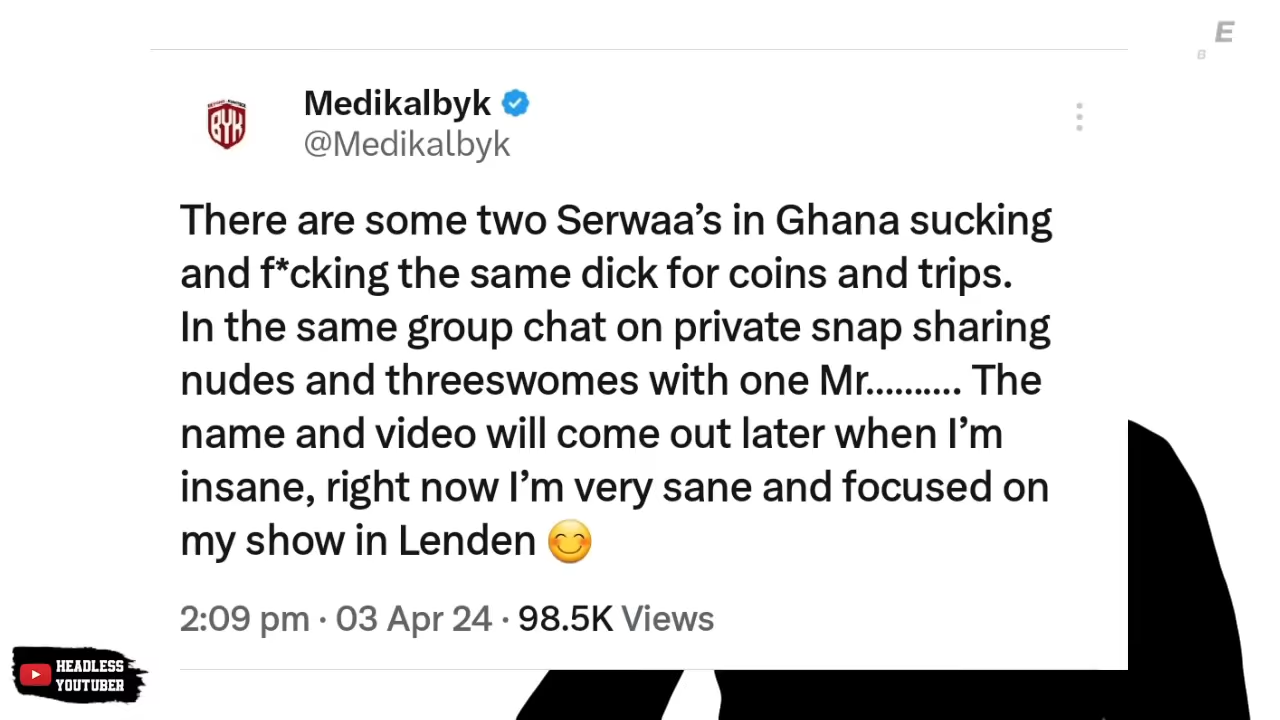 E
B
BYK
Medikalbyk
@Medikalbyk
There are some two Serwaa’s in Ghana sucking
and f*cking the same dick for coins and trips.
In the same group chat on private snap sharing
nudes and threeswomes with one Mr.......... The
name and video will come out later when I’m
insane, right now I’m very sane and focused on
my show in Lenden 😊
2:09 pm · 03 Apr 24 · 98.5K Views
HEADLESS
YOUTUBER